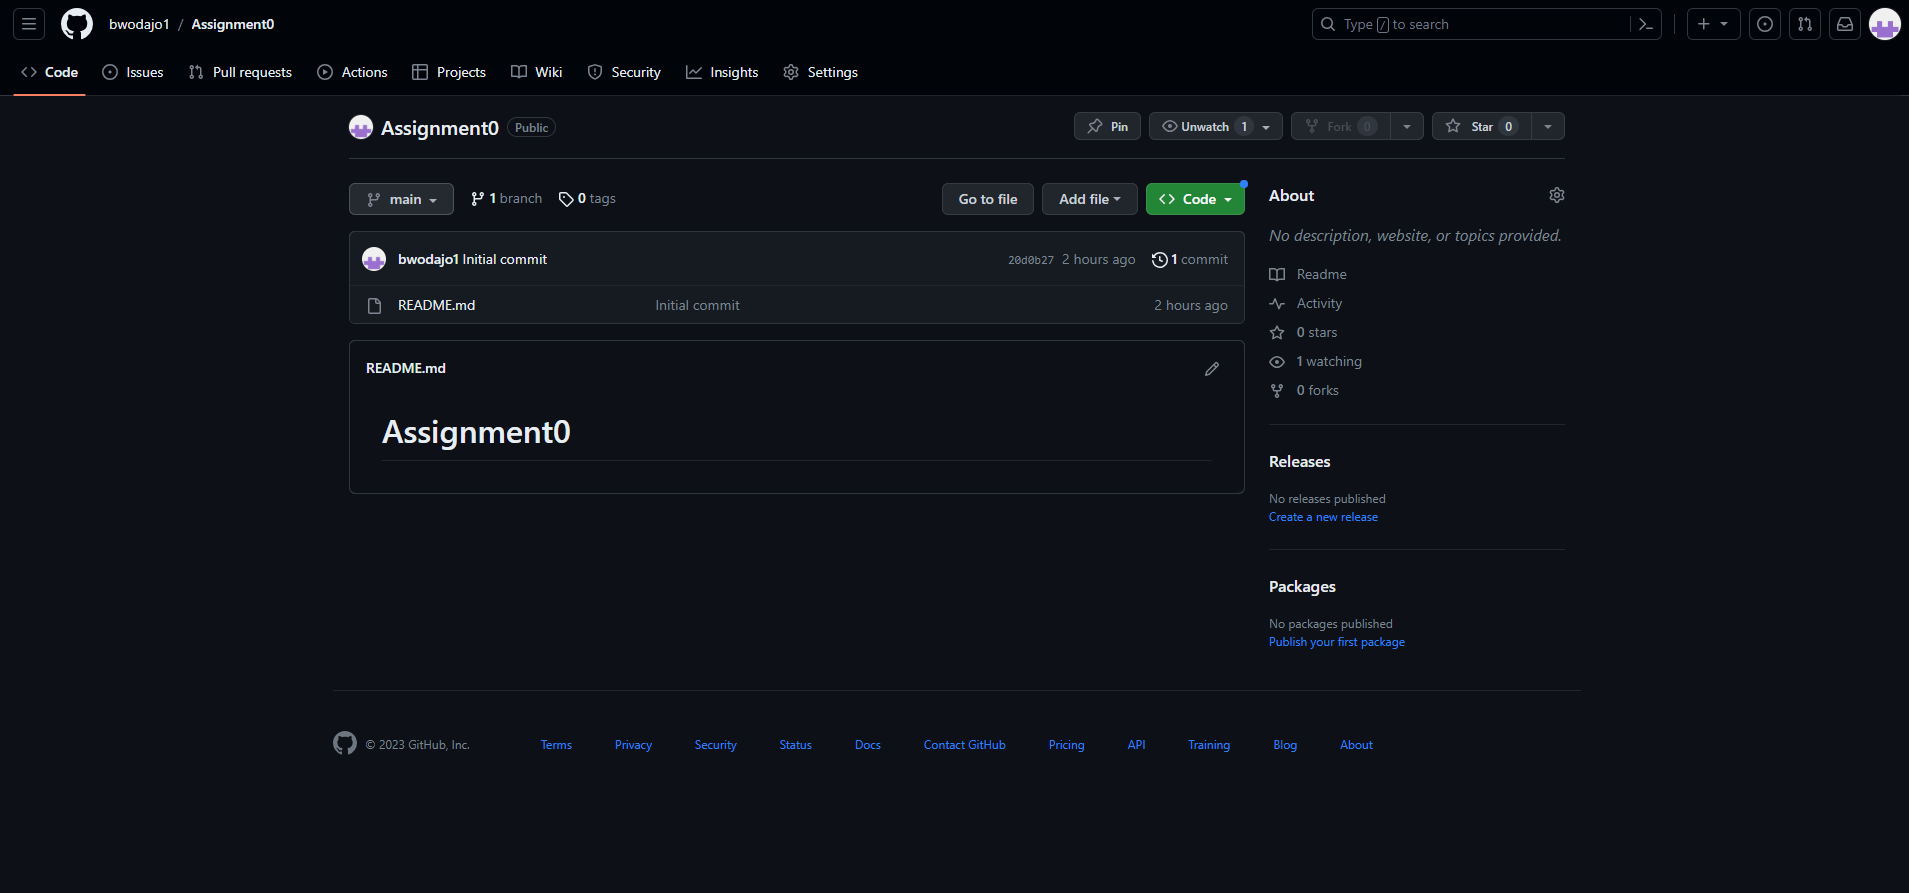 bwodajo1 / Assignment0 Type / to search
Code Issues Pull requests Actions Projects Wiki Security Insights Settings
Assignment0 Public Pin Unwatch 1 Fork 0 Star 0
main 1 branch 0 tags Go to file Add file Code
bwodajo1 Initial commit 20d0b27 2 hours ago 1 commit
README.md Initial commit 2 hours ago
README.md
Assignment0
About
No description, website, or topics provided.
Readme
Activity
0 stars
1 watching
0 forks
Releases
No releases published
Create a new release
Packages
No packages published
Publish your first package
© 2023 GitHub, Inc. Terms Privacy Security Status Docs Contact GitHub Pricing API Training Blog About